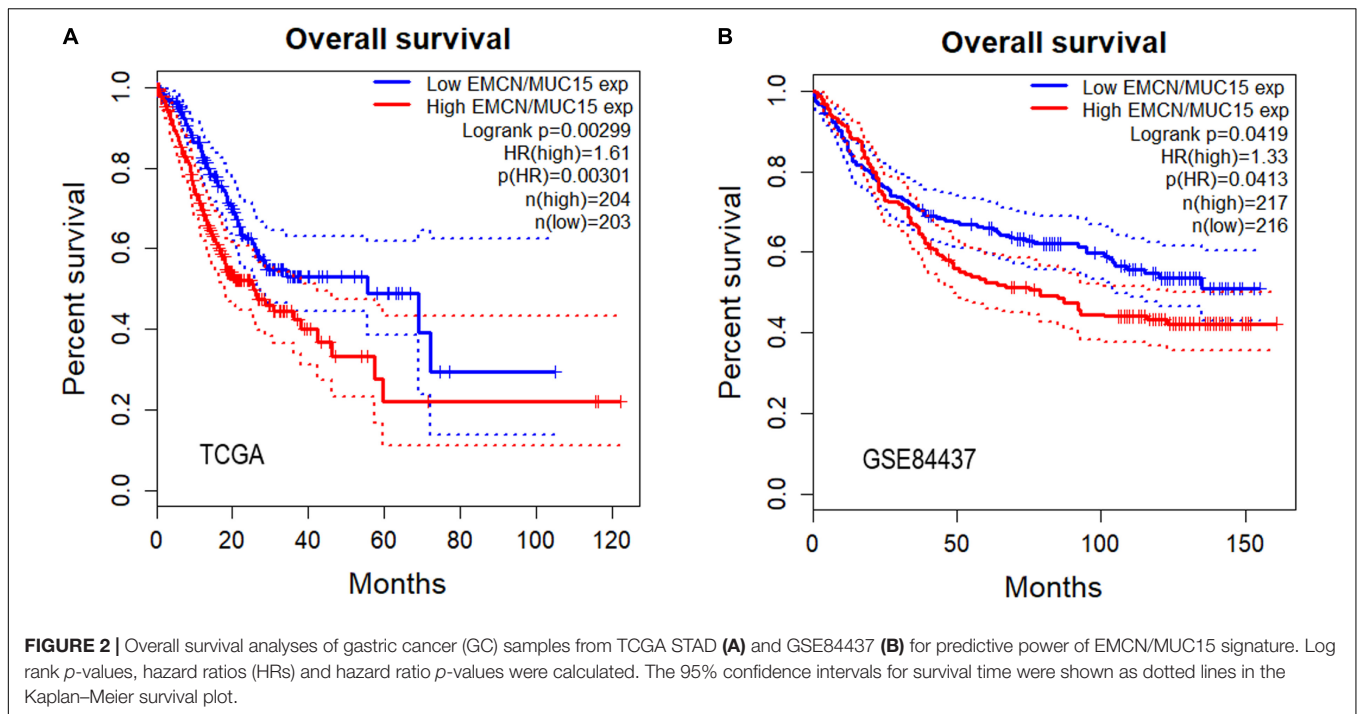 A
Overall survival
Low EMCN/MUC15 exp
High EMCN/MUC15 exp
Logrank p=0.00299
HR(high)=1.61
p(HR)=0.00301
n(high)=204
n(low)=203
Percent survival
1.0
0.8
0.6
0.4
0.2
0.0
TCGA
0 20 40 60 80 100 120
Months
B
Overall survival
Low EMCN/MUC15 exp
High EMCN/MUC15 exp
Logrank p=0.0419
HR(high)=1.33
p(HR)=0.0413
n(high)=217
n(low)=216
Percent survival
1.0
0.8
0.6
0.4
0.2
0.0
GSE84437
0 50 100 150
Months
FIGURE 2 | Overall survival analyses of gastric cancer (GC) samples from TCGA STAD (A) and GSE84437 (B) for predictive power of EMCN/MUC15 signature. Log
rank p-values, hazard ratios (HRs) and hazard ratio p-values were calculated. The 95% confidence intervals for survival time were shown as dotted lines in the
Kaplan–Meier survival plot.